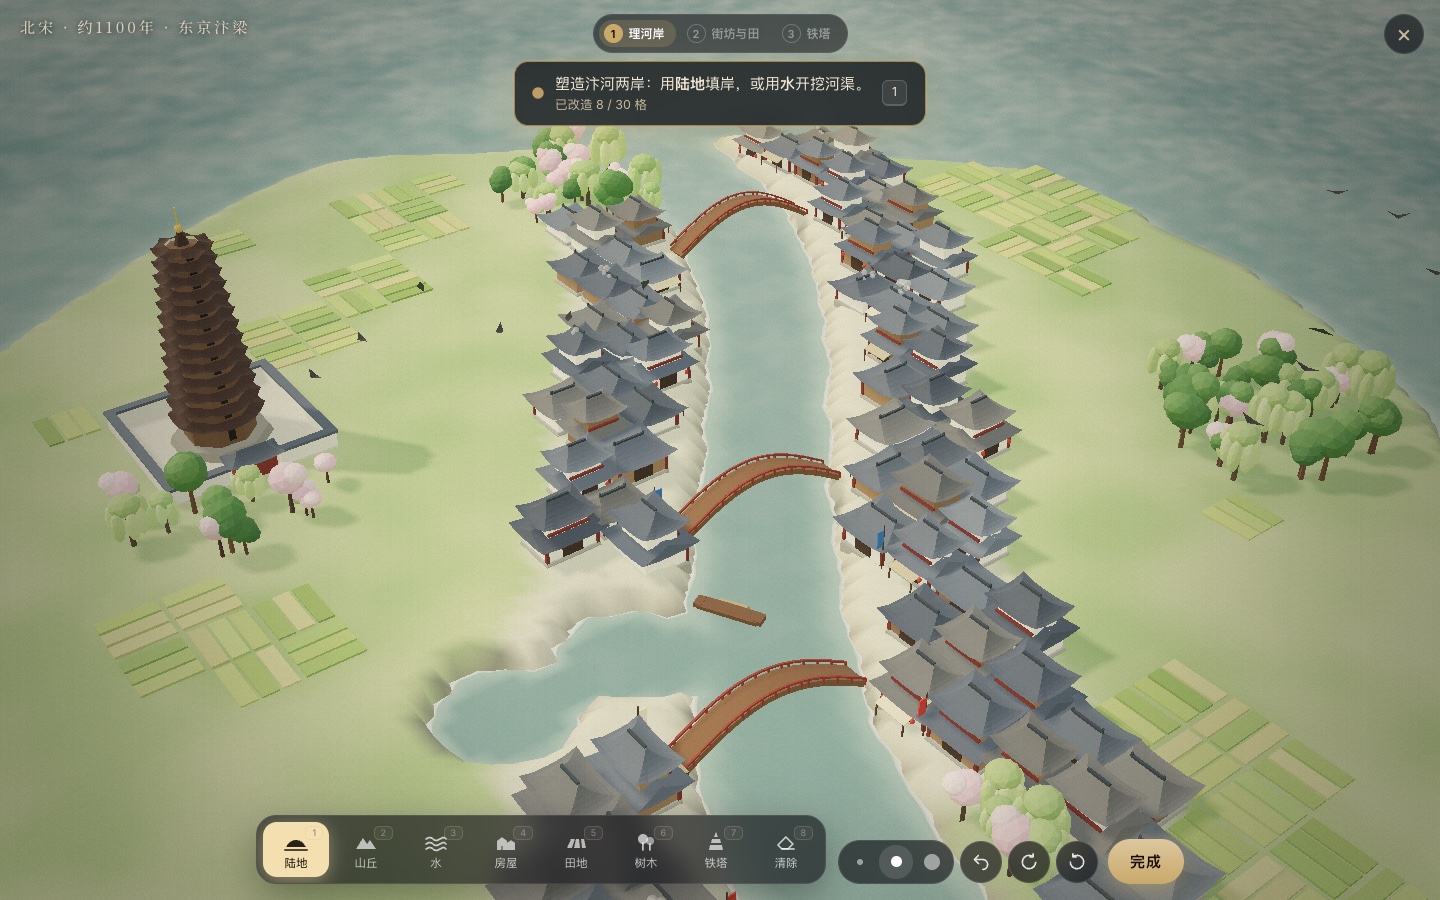 北宋 · 约1100年 · 东京汴梁
1 理河岸 2 街坊与田 3 铁塔
塑造汴河两岸：用陆地填岸，或用水开挖河渠。 1
已改造 8 / 30 格
1 2 3 4 5 6 7 8
陆地 山丘 水 房屋 田地 树木 铁塔 清除
完成